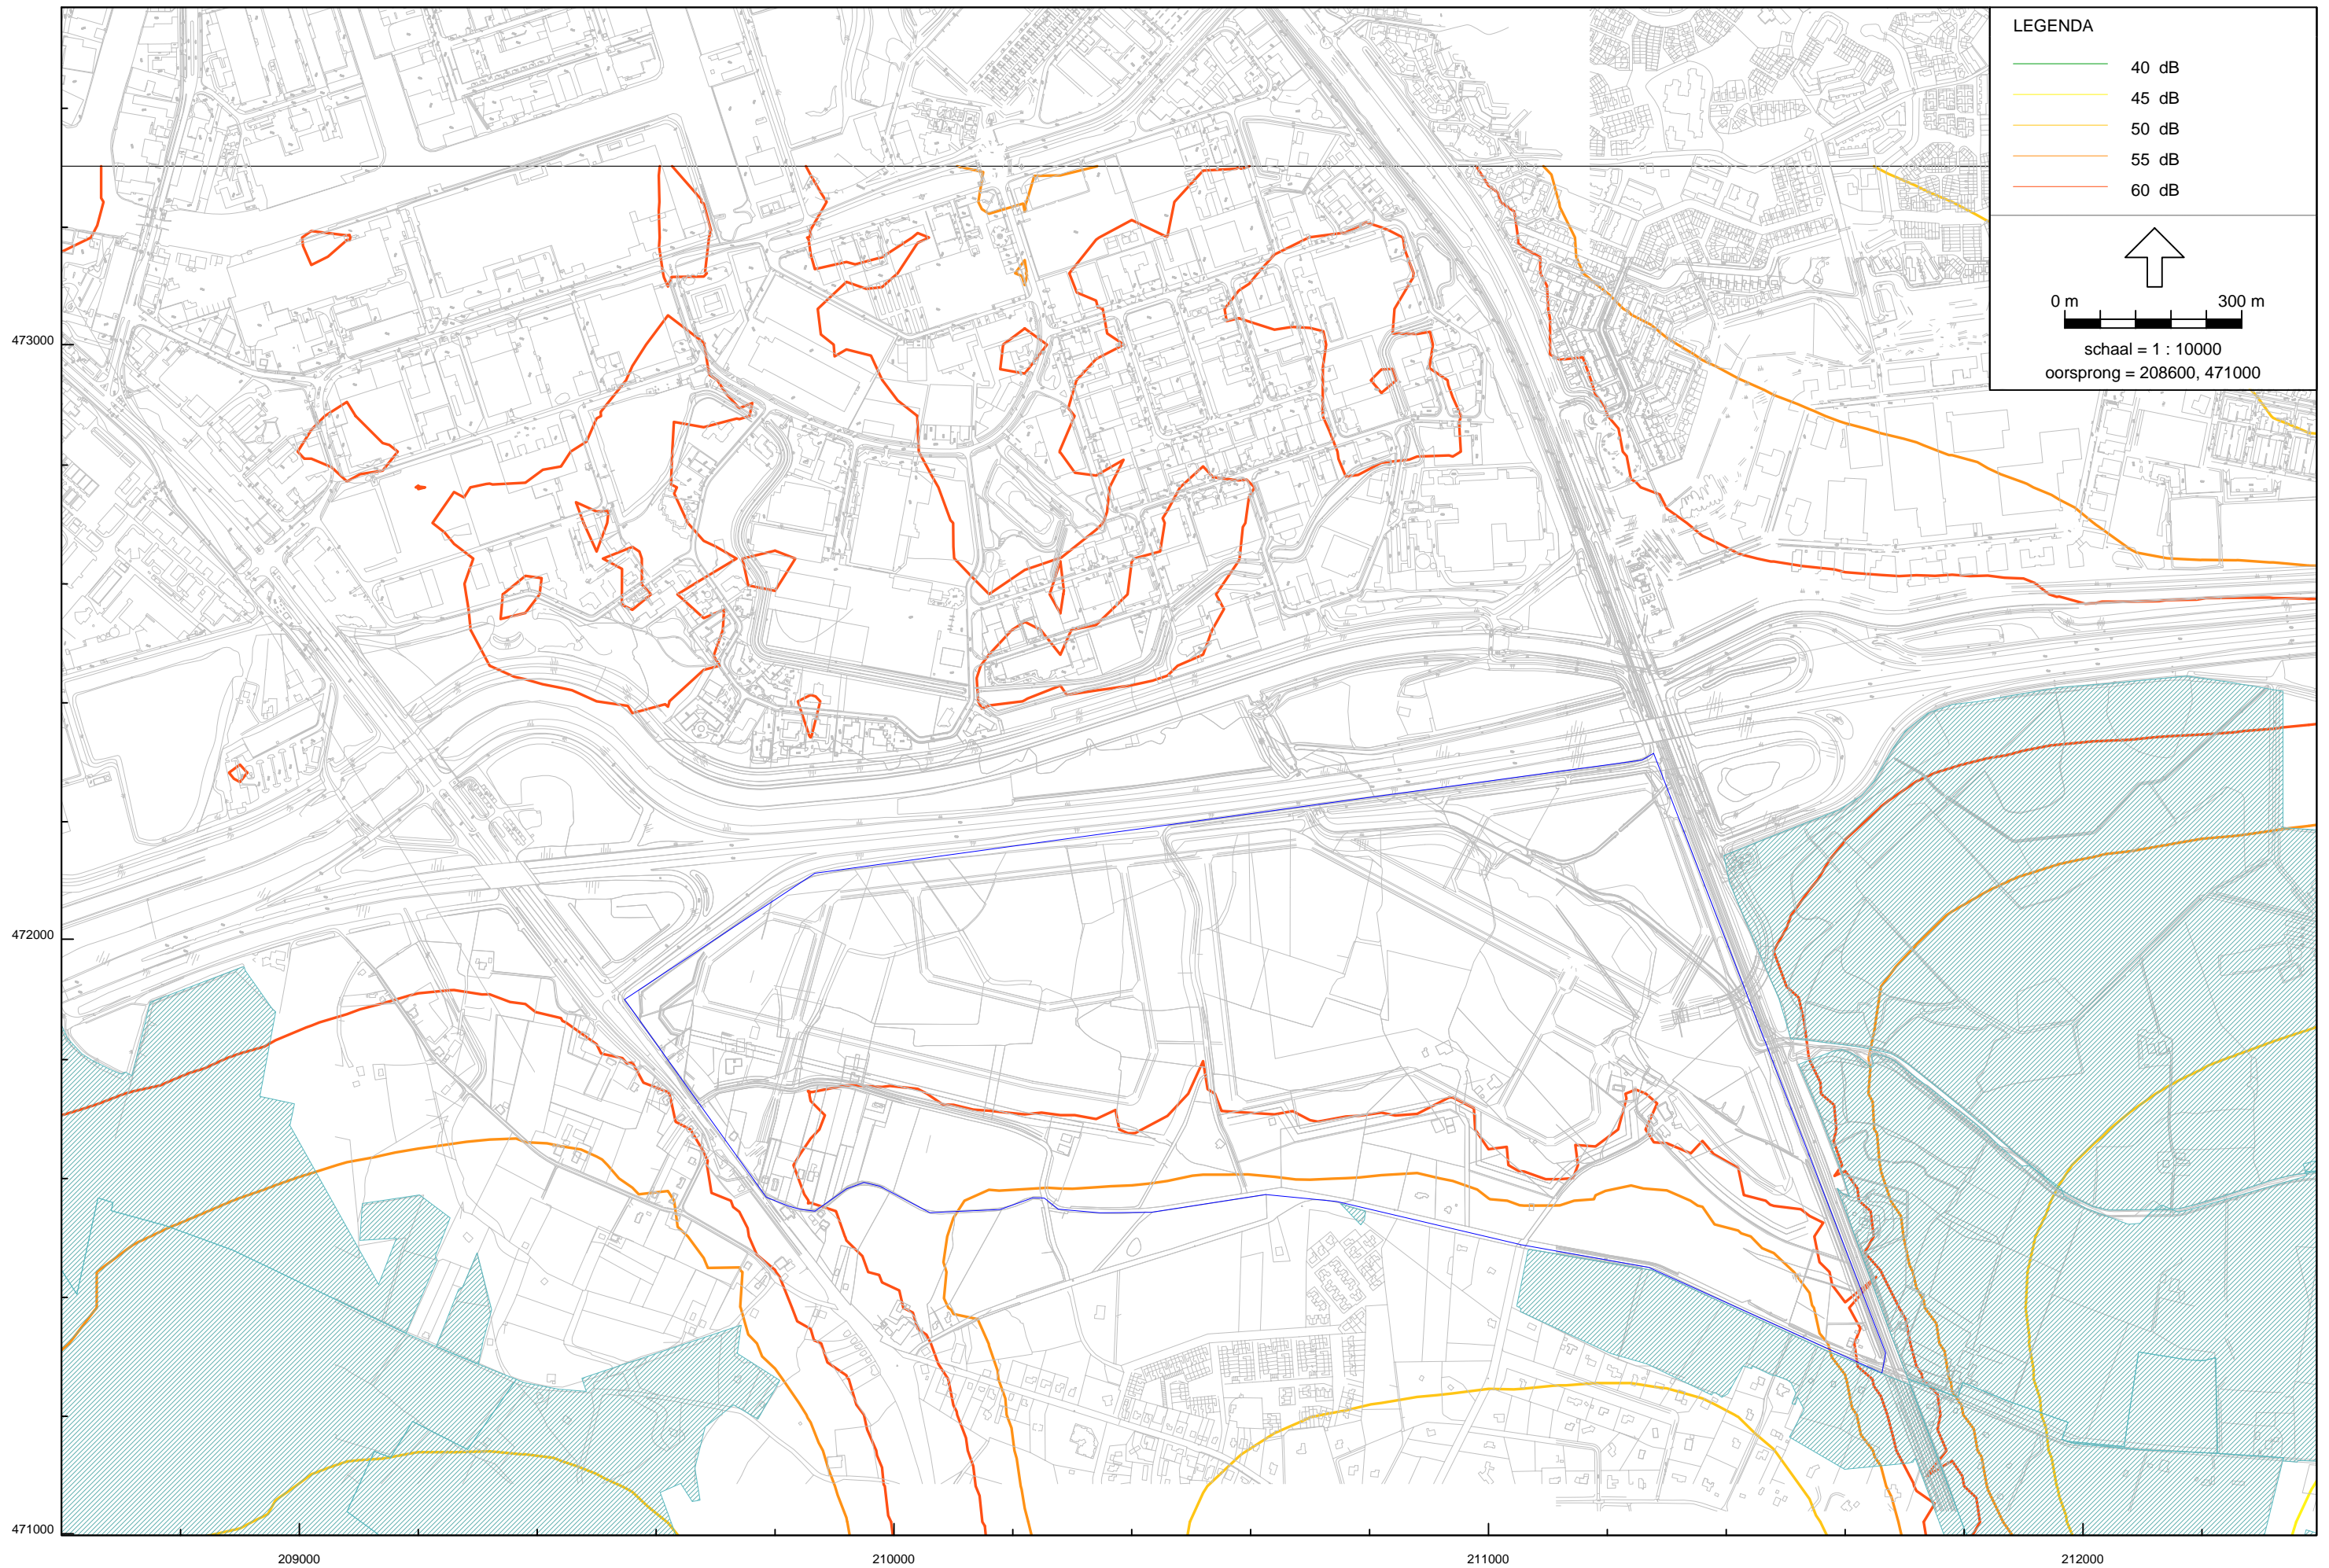 LEGENDA
40 dB
45 dB
50 dB
55 dB
60 dB
0 m 300 m
schaal = 1 : 10000
oorsprong = 208600, 471000
473000
472000
471000
209000 210000 211000 212000